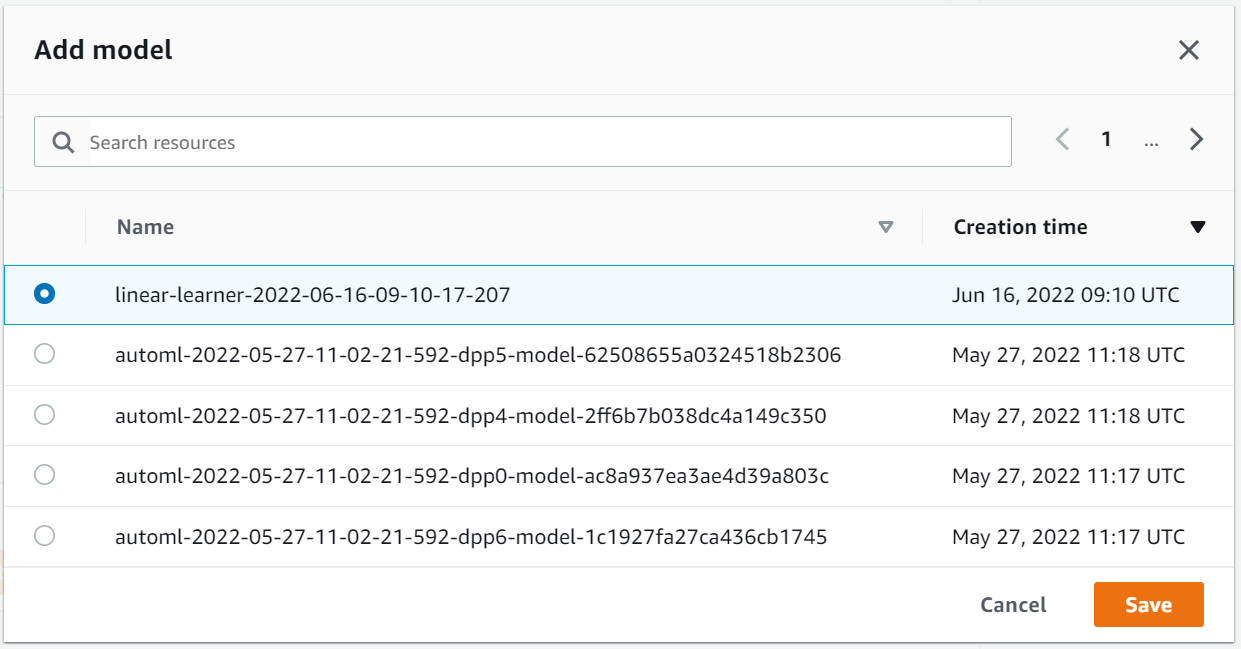 Add model
Search resources
1 ...
Name Creation time
linear-learner-2022-06-16-09-10-17-207 Jun 16, 2022 09:10 UTC
automl-2022-05-27-11-02-21-592-dpp5-model-62508655a0324518b2306 May 27, 2022 11:18 UTC
automl-2022-05-27-11-02-21-592-dpp4-model-2ff6b7b038dc4a149c350 May 27, 2022 11:18 UTC
automl-2022-05-27-11-02-21-592-dpp0-model-ac8a937ea3ae4d39a803c May 27, 2022 11:17 UTC
automl-2022-05-27-11-02-21-592-dpp6-model-1c1927fa27ca436cb1745 May 27, 2022 11:17 UTC
Cancel Save